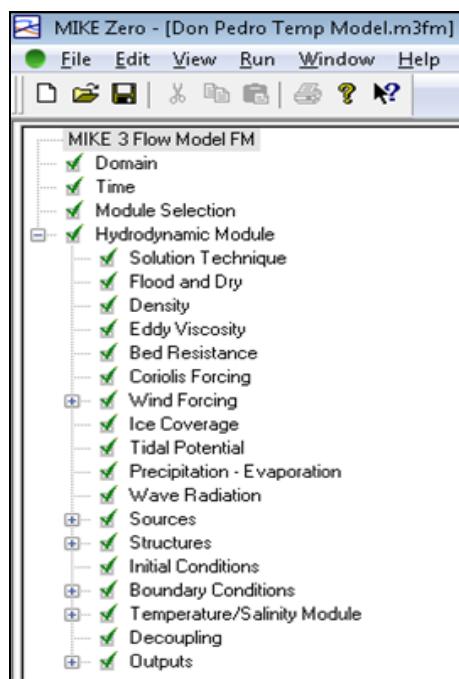 MIKE Zero - [Don Pedro Temp Model.m3fm]
File Edit View Run Window Help
MIKE 3 Flow Model FM
Domain
Time
Module Selection
Hydrodynamic Module
Solution Technique
Flood and Dry
Density
Eddy Viscosity
Bed Resistance
Coriolis Forcing
Wind Forcing
Ice Coverage
Tidal Potential
Precipitation - Evaporation
Wave Radiation
Sources
Structures
Initial Conditions
Boundary Conditions
Temperature/Salinity Module
Decoupling
Outputs